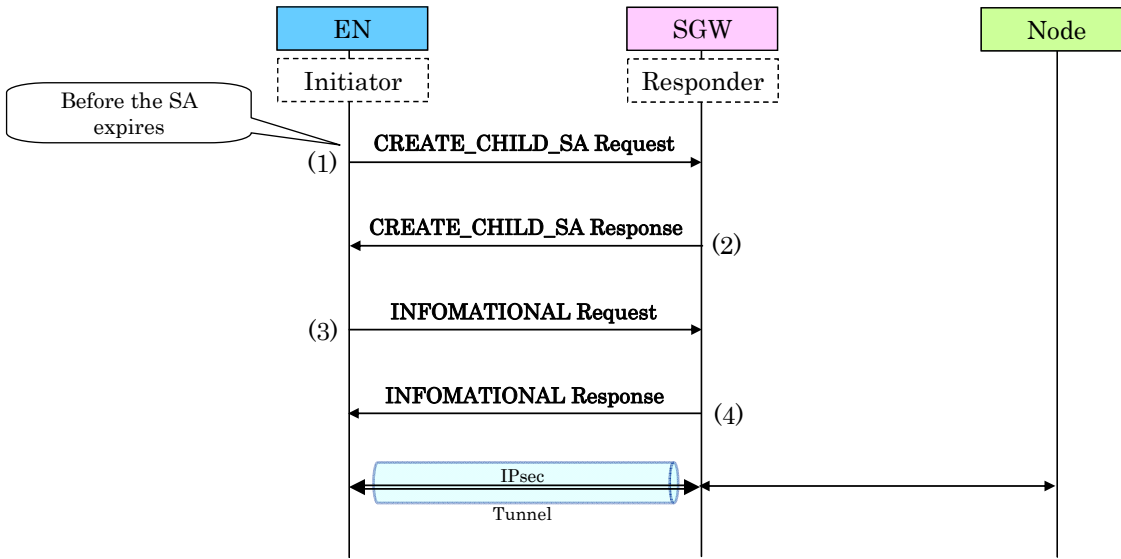 EN
SGW
Node
Initiator
Responder
Before the SA
expires
CREATE_CHILD_SA Request
(1)
CREATE_CHILD_SA Response
(2)
INFOMATIONAL Request
(3)
INFOMATIONAL Response
(4)
IPsec
Tunnel